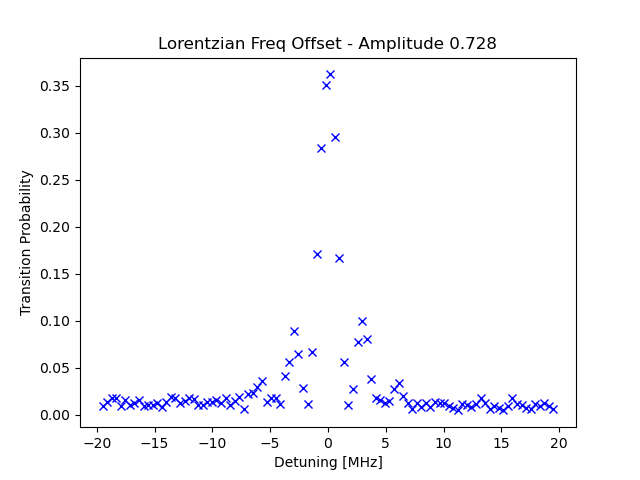 Lorentzian Freq Offset - Amplitude 0.728
Transition Probability
0.35
0.30
0.25
0.20
0.15
0.10
0.05
0.00
−20 −15 −10 −5 0 5 10 15 20
Detuning [MHz]